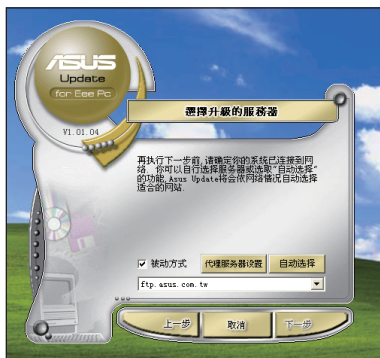 ASUS
Update
for Eee Pc
V1.01.04
選擇升級的服務器
再执行下一步前,请确定你的系统已连接到网
络. 你可以自行选择服务器或选取"自动选择"
的功能,Asus Update将会依网络情况自动选择
适合的网站.
被动方式
代理服务器设置
自动选择
ftp.asus.com.tw
上一步
取消
下一步